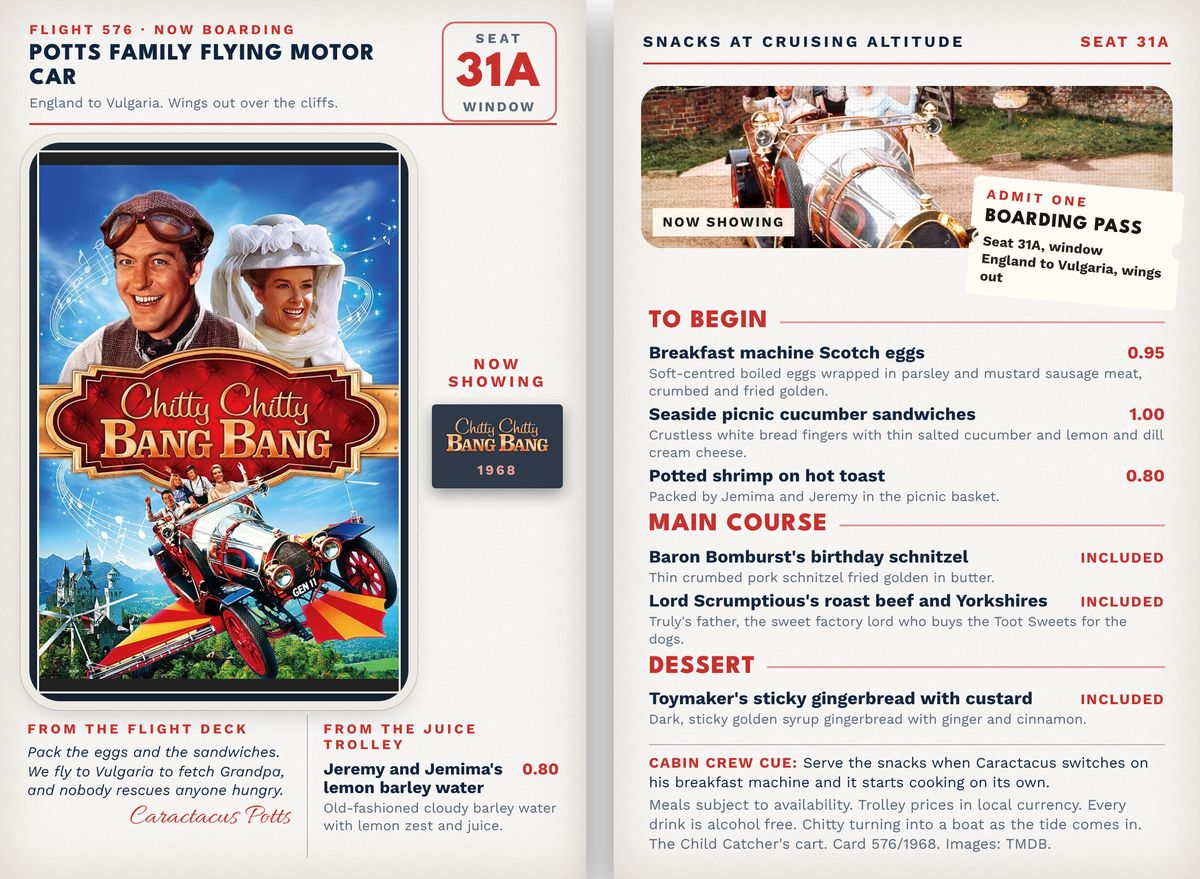 FLIGHT 576 · NOW BOARDING
POTTS FAMILY FLYING MOTOR
CAR
England to Vulgaria. Wings out over the cliffs.
SEAT
31A
WINDOW
Chitty Chitty
BANG BANG
GEN 11
NOW
SHOWING
Chitty Chitty
BANG BANG
1968
FROM THE FLIGHT DECK
Pack the eggs and the sandwiches.
We fly to Vulgaria to fetch Grandpa,
and nobody rescues anyone hungry.
Caractacus Potts
FROM THE JUICE
TROLLEY
Jeremy and Jemima's 0.80
lemon barley water
Old-fashioned cloudy barley water
with lemon zest and juice.
SNACKS AT CRUISING ALTITUDE SEAT 31A
NOW SHOWING
ADMIT ONE
BOARDING PASS
Seat 31A, window
England to Vulgaria, wings
out
TO BEGIN
Breakfast machine Scotch eggs 0.95
Soft-centred boiled eggs wrapped in parsley and mustard sausage meat,
crumbed and fried golden.
Seaside picnic cucumber sandwiches 1.00
Crustless white bread fingers with thin salted cucumber and lemon and dill
cream cheese.
Potted shrimp on hot toast 0.80
Packed by Jemima and Jeremy in the picnic basket.
MAIN COURSE
Baron Bomburst's birthday schnitzel INCLUDED
Thin crumbed pork schnitzel fried golden in butter.
Lord Scrumptious's roast beef and Yorkshires INCLUDED
Truly's father, the sweet factory lord who buys the Toot Sweets for the
dogs.
DESSERT
Toymaker's sticky gingerbread with custard INCLUDED
Dark, sticky golden syrup gingerbread with ginger and cinnamon.
CABIN CREW CUE: Serve the snacks when Caractacus switches on
his breakfast machine and it starts cooking on its own.
Meals subject to availability. Trolley prices in local currency. Every
drink is alcohol free. Chitty turning into a boat as the tide comes in.
The Child Catcher's cart. Card 576/1968. Images: TMDB.